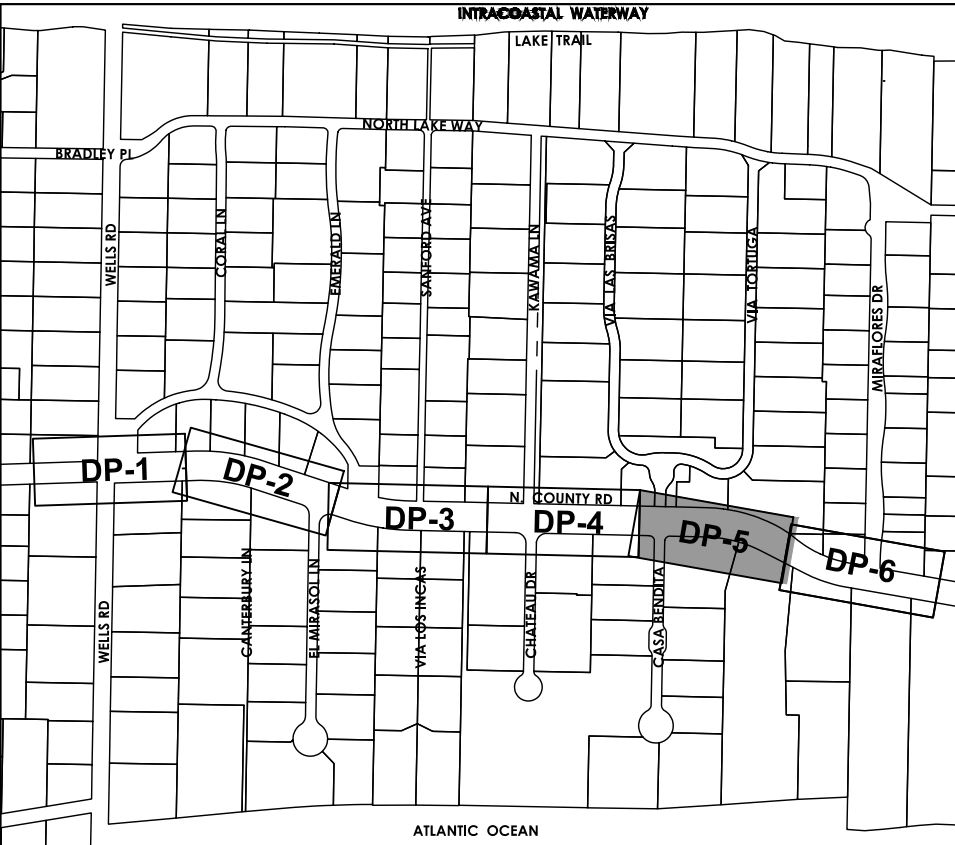 INTRACOASTAL WATERWAY
LAKE TRAIL
NORTH LAKE WAY
BRADLEY PL
WELLS RD
CORAL LN
EMERALD LN
SANFORD AVE
KAWAMA LN
VIA LAS BRISAS
VIA TORTUGA
MIRAFLORES DR
DP-1
DP-2
DP-3
N. COUNTY RD
DP-4
DP-5
DP-6
WELLS RD
CANTERBURY LN
EL MIRASOL LN
VIA LOS INCAS
CHATEAU DR
CASA BENDITA
ATLANTIC OCEAN